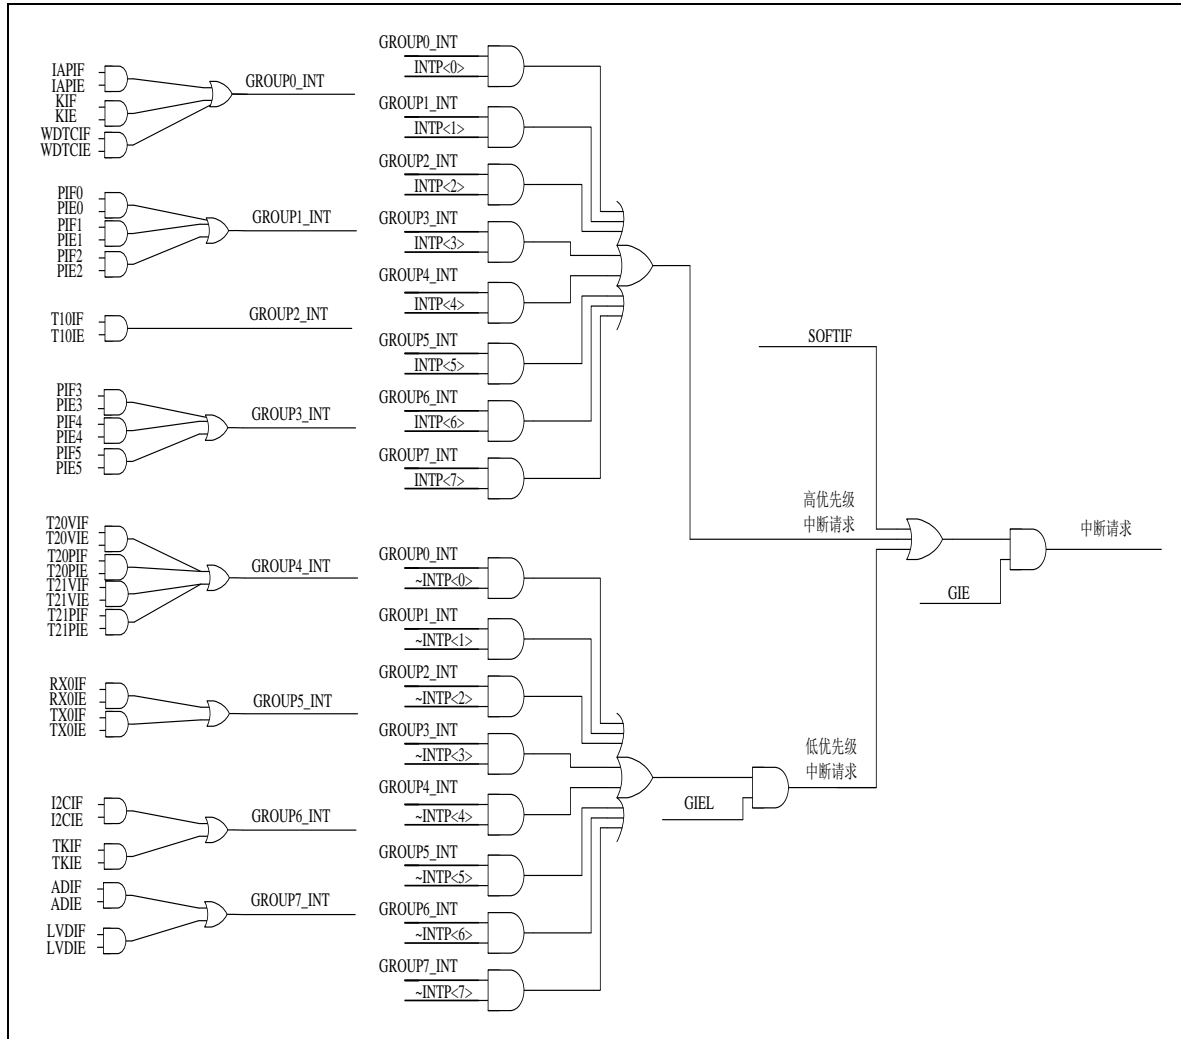 IAPIF
IAPIE
KIF
KIE
WDTCIF
WDTCIE
GROUP0_INT
PIF0
PIE0
PIF1
PIE1
PIF2
PIE2
GROUP1_INT
T10IF
T10IE
GROUP2_INT
PIF3
PIE3
PIF4
PIE4
PIF5
PIE5
GROUP3_INT
T20VIF
T20VIE
T20PIF
T20PIE
T21VIF
T21VIE
T21PIF
T21PIE
GROUP4_INT
RX0IF
RX0IE
TX0IF
TX0IE
GROUP5_INT
I2CIF
I2CIE
TKIF
TKIE
GROUP6_INT
ADIF
ADIE
LVDIF
LVDIE
GROUP7_INT
GROUP0_INT
INTP<0>
GROUP1_INT
INTP<1>
GROUP2_INT
INTP<2>
GROUP3_INT
INTP<3>
GROUP4_INT
INTP<4>
GROUP5_INT
INTP<5>
GROUP6_INT
INTP<6>
GROUP7_INT
INTP<7>
GROUP0_INT
~INTP<0>
GROUP1_INT
~INTP<1>
GROUP2_INT
~INTP<2>
GROUP3_INT
~INTP<3>
GROUP4_INT
~INTP<4>
GROUP5_INT
~INTP<5>
GROUP6_INT
~INTP<6>
GROUP7_INT
~INTP<7>
SOFTIF
高优先级
中断请求
GIEL
低优先级
中断请求
GIE
中断请求